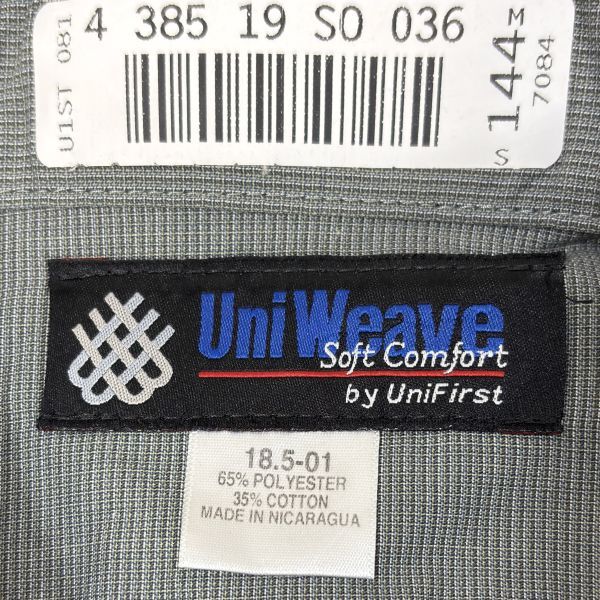 4 385 19 SO 036
U1ST 081
144 M
S 7084
UniWeave
Soft Comfort
by UniFirst
18.5-01
65% POLYESTER
35% COTTON
MADE IN NICARAGUA